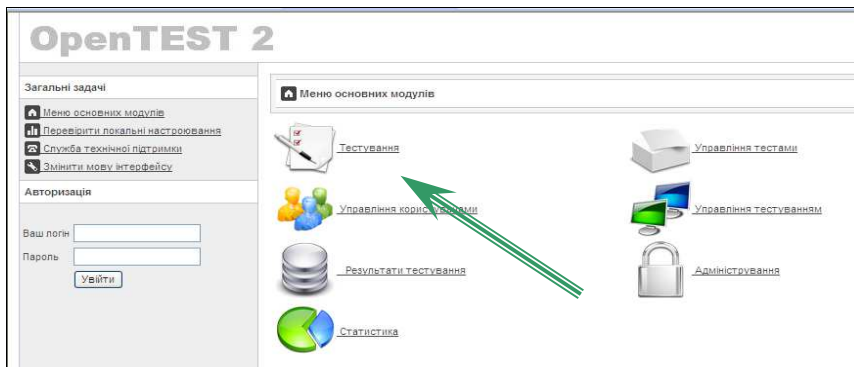 OpenTEST 2
Загальні задачі
Меню основних модулів
Перевірити локальні настроювання
Служба технічної підтримки
Змінити мову інтерфейсу
Авторизація
Ваш логін
Пароль
Увійти
Меню основних модулів
Тестування
Управління тестами
Управління користувачами
Управління тестуванням
Результати тестування
Адміністрування
Статистика